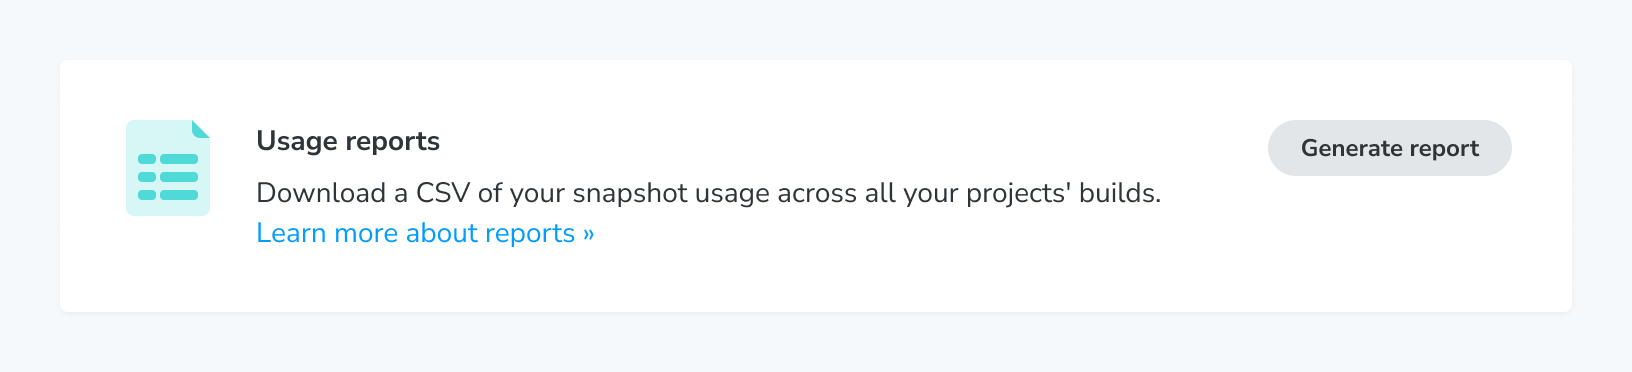 Usage reports
Generate report
Download a CSV of your snapshot usage across all your projects' builds.
Learn more about reports »